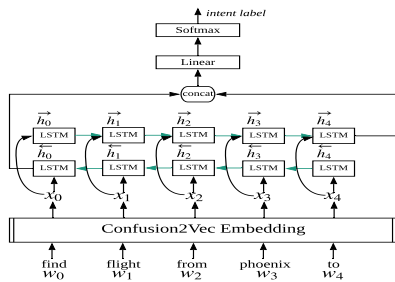 intent label
Softmax
Linear
concat
→h₀ →h₁ →h₂ →h₃ →h₄
LSTM LSTM LSTM LSTM LSTM
←h₀ ←h₁ ←h₂ ←h₃ ←h₄
LSTM LSTM LSTM LSTM LSTM
x₀ x₁ x₂ x₃ x₄
Confusion2Vec Embedding
find flight from phoenix to
w₀ w₁ w₂ w₃ w₄